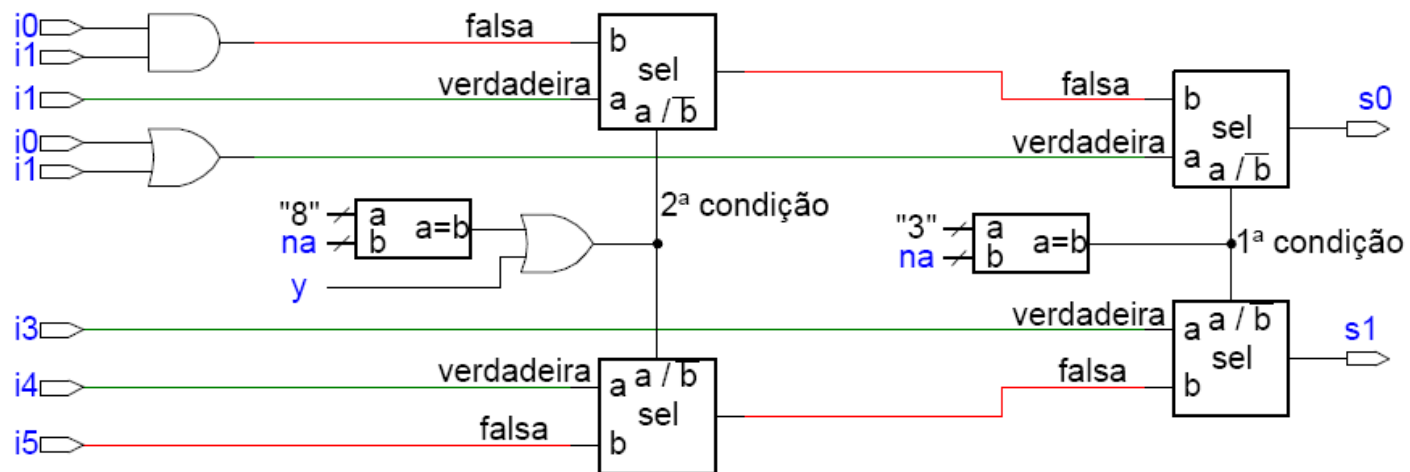 i0
i1
falsa
b
sel
i1
verdadeira
a
a / b
falsa
b
s0
sel
i0
i1
verdadeira
a
a / b
2ª condição
"8"
a
a=b
na
b
y
"3"
a
a=b
na
b
1ª condição
i3
verdadeira
a
a / b
s1
sel
i4
verdadeira
a
a / b
falsa
b
sel
i5
falsa
b